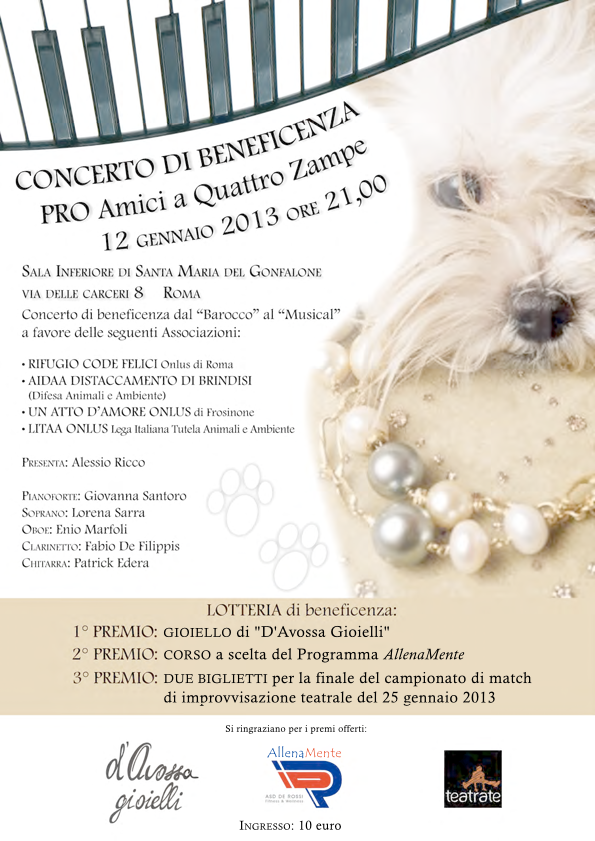 CONCERTO DI BENEFICENZA
PRO Amici a Quattro Zampe
12 GENNAIO 2013 ORE 21,00
SALA INFERIORE DI SANTA MARIA DEL GONFALONE
VIA DELLE CARCERI 8 ROMA
Concerto di beneficenza dal “Barocco” al “Musical”
a favore delle seguenti Associazioni:
• RIFUGIO CODE FELICI Onlus di Roma
• AIDAA DISTACCAMENTO DI BRINDISI
(Difesa Animali e Ambiente)
• UN ATTO D’AMORE ONLUS di Frosinone
• LITAA ONLUS Lega Italiana Tutela Animali e Ambiente
PRESENTA: Alessio Ricco
PIANOFORTE: Giovanna Santoro
SOPRANO: Lorena Sarra
OBOE: Enio Marfoli
CLARINETTO: Fabio De Filippis
CHITARRA: Patrick Edera
LOTTERIA di beneficenza:
1° PREMIO: GIOIELLO di "D'Avossa Gioielli"
2° PREMIO: CORSO a scelta del Programma AllenaMente
3° PREMIO: DUE BIGLIETTI per la finale del campionato di match
di improvvisazione teatrale del 25 gennaio 2013
Si ringraziano per i premi offerti:
d'Avossa
gioielli
AllenaMente
ASD DE ROSSI
Fitness & Wellness
teatrate
INGRESSO: 10 euro